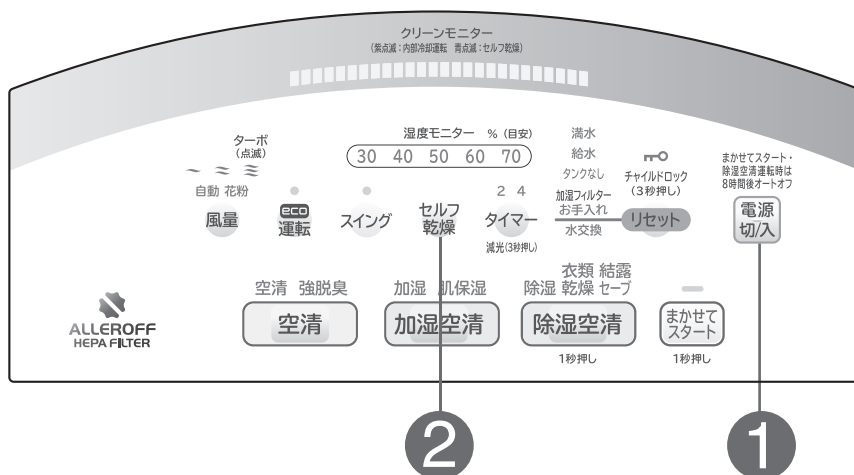 クリーンモニター
(紫点滅：内部冷却運転　青点滅：セルフ乾燥)
湿度モニター　%（目安）
30 40 50 60 70
ターボ
(点滅)
自動 花粉
風量
eco
運転
スイング
セルフ
乾燥
2 4
タイマー
減光(3秒押し)
満水
給水
タンクなし
加湿フィルター
お手入れ
水交換
チャイルドロック
(3秒押し)
リセット
まかせてスタート・
除湿空清運転時は
8時間後オートオフ
電源
切/入
ALLEROFF
HEPA FILTER
空清　強脱臭
空清
加湿　肌保湿
加湿空清
除湿 衣類乾燥 結露セーブ
除湿空清
1秒押し
まかせて
スタート
1秒押し
2
1